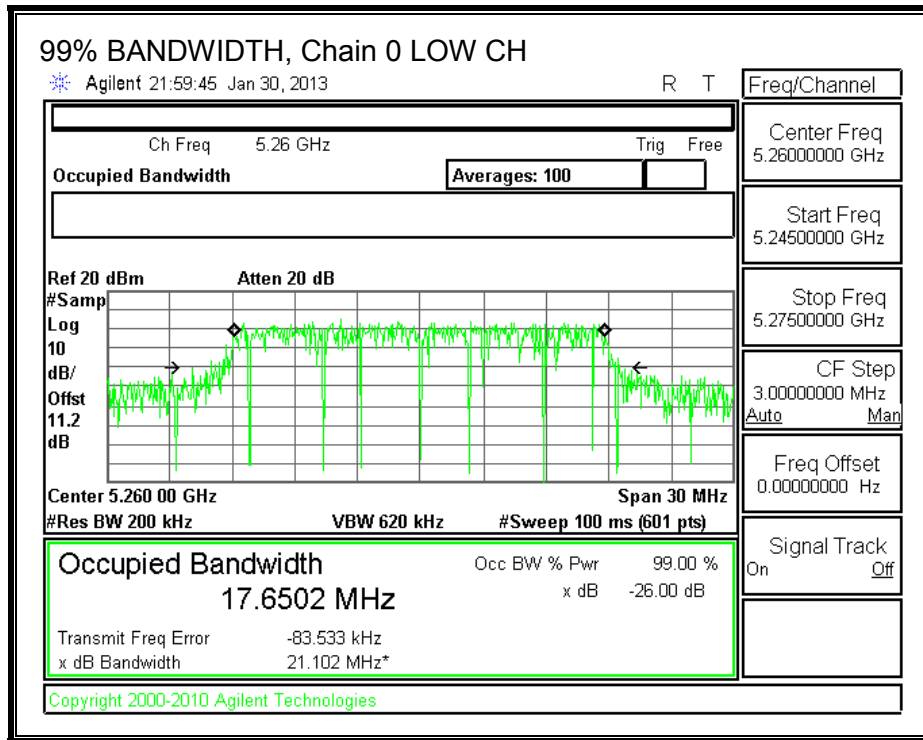 99% BANDWIDTH, Chain 0 LOW CH
Agilent 21:59:45 Jan 30, 2013 R T
Freq/Channel
Ch Freq 5.26 GHz Trig Free
Occupied Bandwidth Averages: 100
Center Freq
5.26000000 GHz
Start Freq
5.24500000 GHz
Stop Freq
5.27500000 GHz
CF Step
3.00000000 MHz
Auto Man
Freq Offset
0.00000000 Hz
Signal Track
On Off
Ref 20 dBm Atten 20 dB
#Samp
Log
10
dB/
Offst
11.2
dB
Center 5.260 00 GHz Span 30 MHz
#Res BW 200 kHz VBW 620 kHz #Sweep 100 ms (601 pts)
Occupied Bandwidth Occ BW % Pwr 99.00 %
17.6502 MHz x dB -26.00 dB
Transmit Freq Error -83.533 kHz
x dB Bandwidth 21.102 MHz*
Copyright 2000-2010 Agilent Technologies